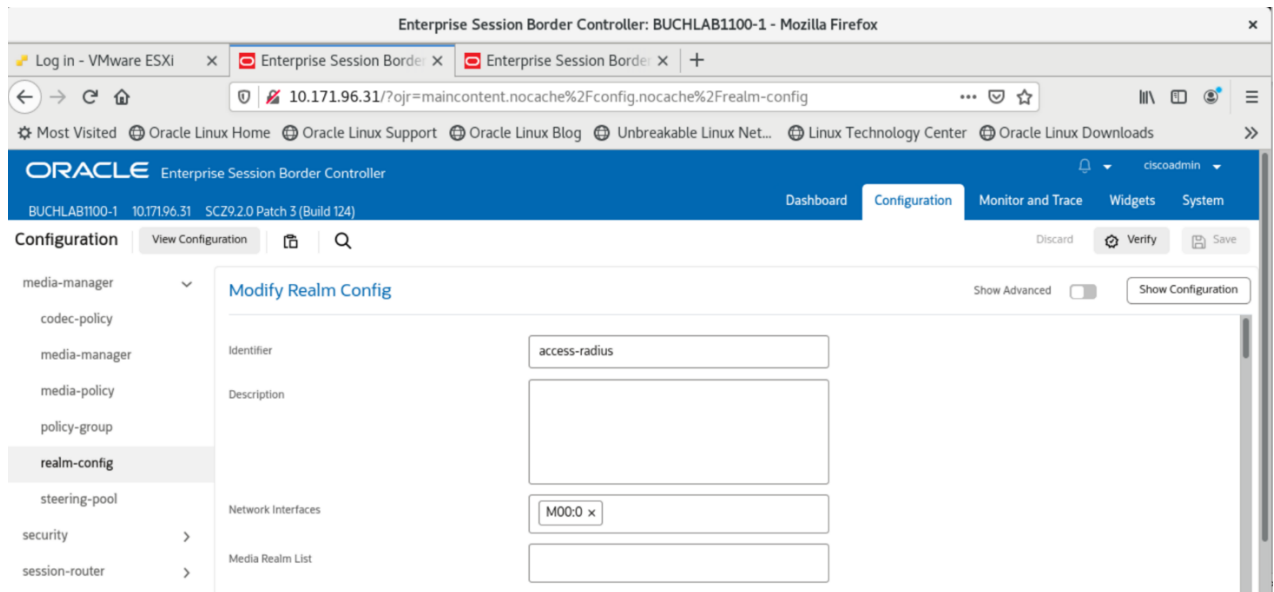 Enterprise Session Border Controller: BUCHLAB1100-1 - Mozilla Firefox
Log in - VMware ESXi
Enterprise Session Border
Enterprise Session Border
10.171.96.31/?ojr=maincontent.nocache%2Fconfig.nocache%2Frealm-config
Most Visited Oracle Linux Home Oracle Linux Support Oracle Linux Blog Unbreakable Linux Net... Linux Technology Center Oracle Linux Downloads
ORACLE Enterprise Session Border Controller
ciscoadmin
BUCHLAB1100-1 10.171.96.31 SCZ9.2.0 Patch 3 (Build 124)
Dashboard Configuration Monitor and Trace Widgets System
Configuration View Configuration Discard Verify Save
media-manager
codec-policy
media-manager
media-policy
policy-group
realm-config
steering-pool
security
session-router
Modify Realm Config Show Advanced Show Configuration
Identifier access-radius
Description
Network Interfaces M00:0 ×
Media Realm List